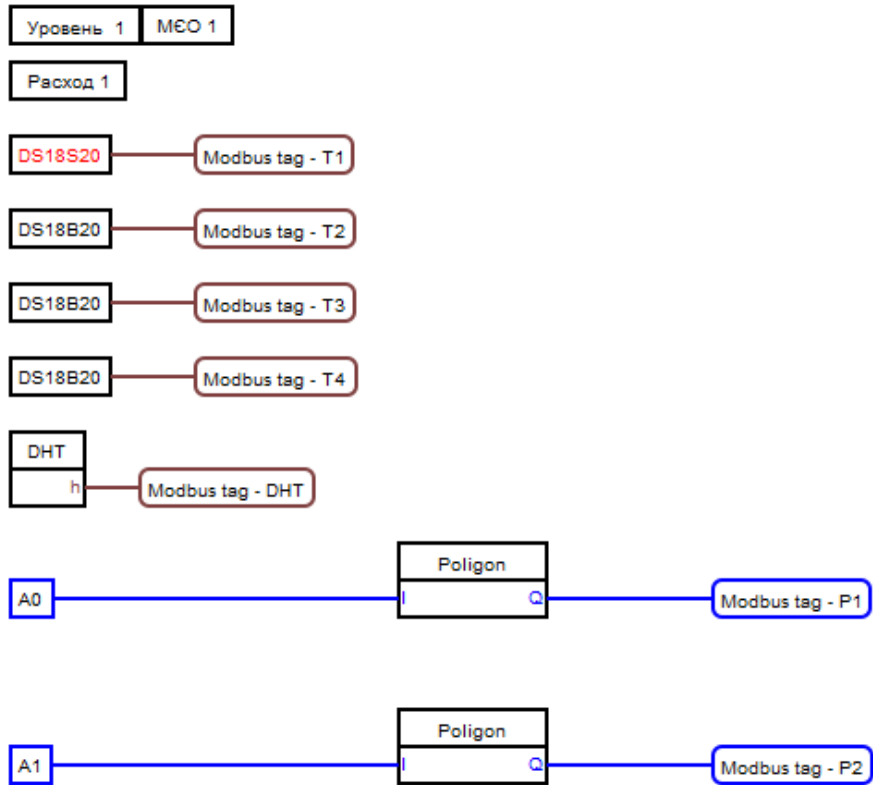 Уровень 1 МЄО 1
Расход 1
DS18S20 Modbus tag - T1
DS18B20 Modbus tag - T2
DS18B20 Modbus tag - T3
DS18B20 Modbus tag - T4
DHT
h Modbus tag - DHT
Poligon
A0 I Q Modbus tag - P1
Poligon
A1 I Q Modbus tag - P2